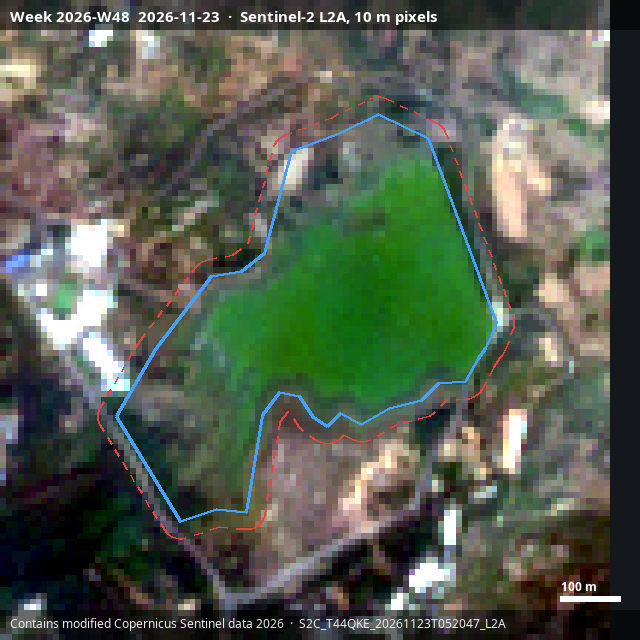 Week 2026-W48  2026-11-23  ·  Sentinel-2 L2A, 10 m pixels
100 m
Contains modified Copernicus Sentinel data 2026  ·  S2C_T44QKE_20261123T052047_L2A